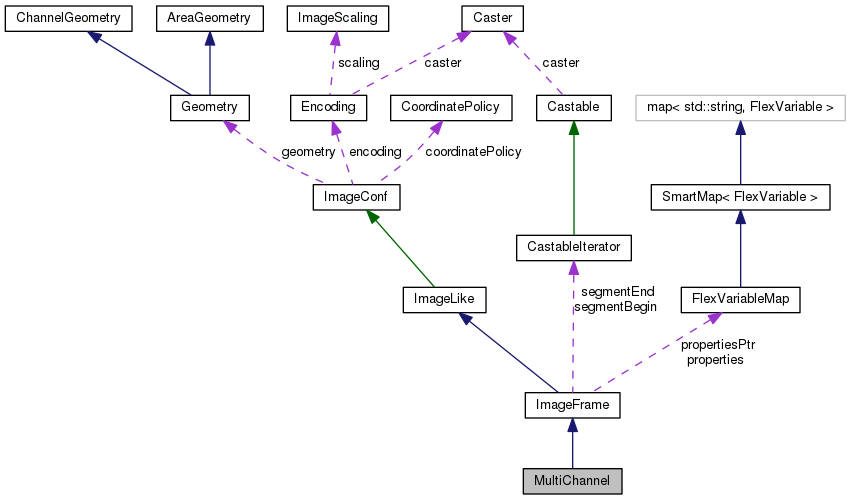 ChannelGeometry
AreaGeometry
ImageScaling
Caster
scaling
caster
caster
Geometry
Encoding
CoordinatePolicy
Castable
map< std::string, FlexVariable >
geometry
encoding
coordinatePolicy
ImageConf
SmartMap< FlexVariable >
CastableIterator
ImageLike
segmentEnd
segmentBegin
FlexVariableMap
propertiesPtr
properties
ImageFrame
MultiChannel